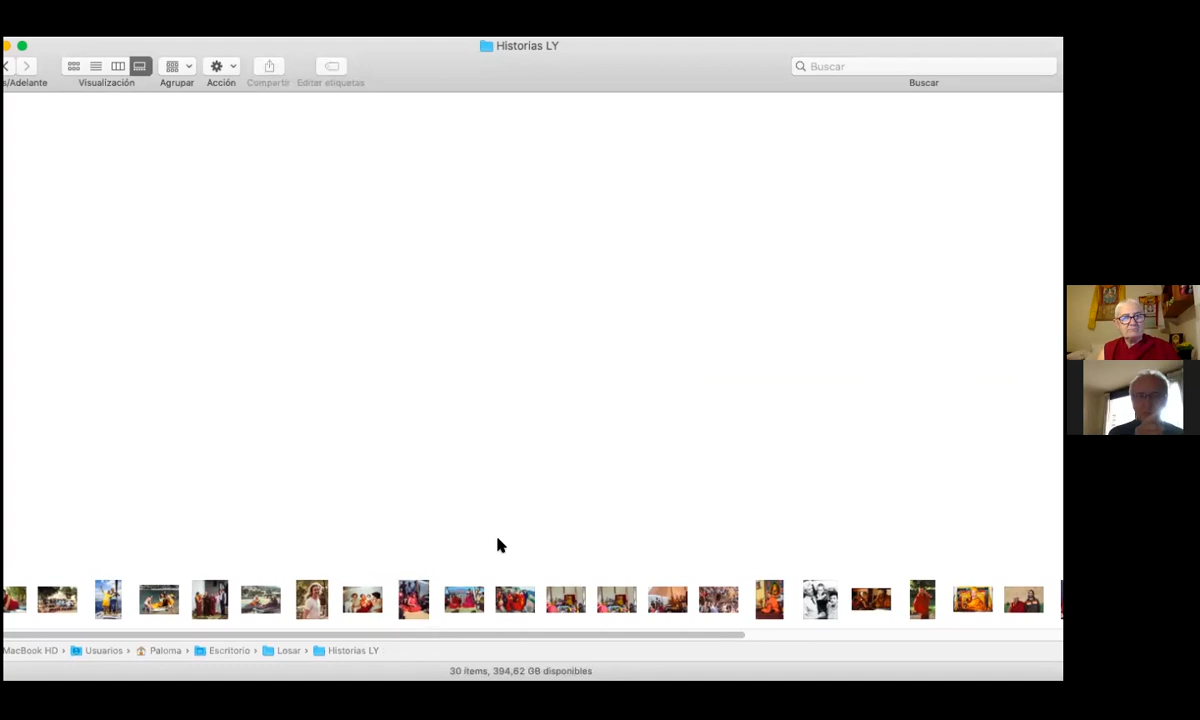 Historias LY
Buscar
s/Adelante Visualización Agrupar Acción Compartir Editar etiquetas Buscar
MacBook HD › Usuarios › Paloma › Escritorio › Losar › Historias LY
30 ítems, 394,62 GB disponibles